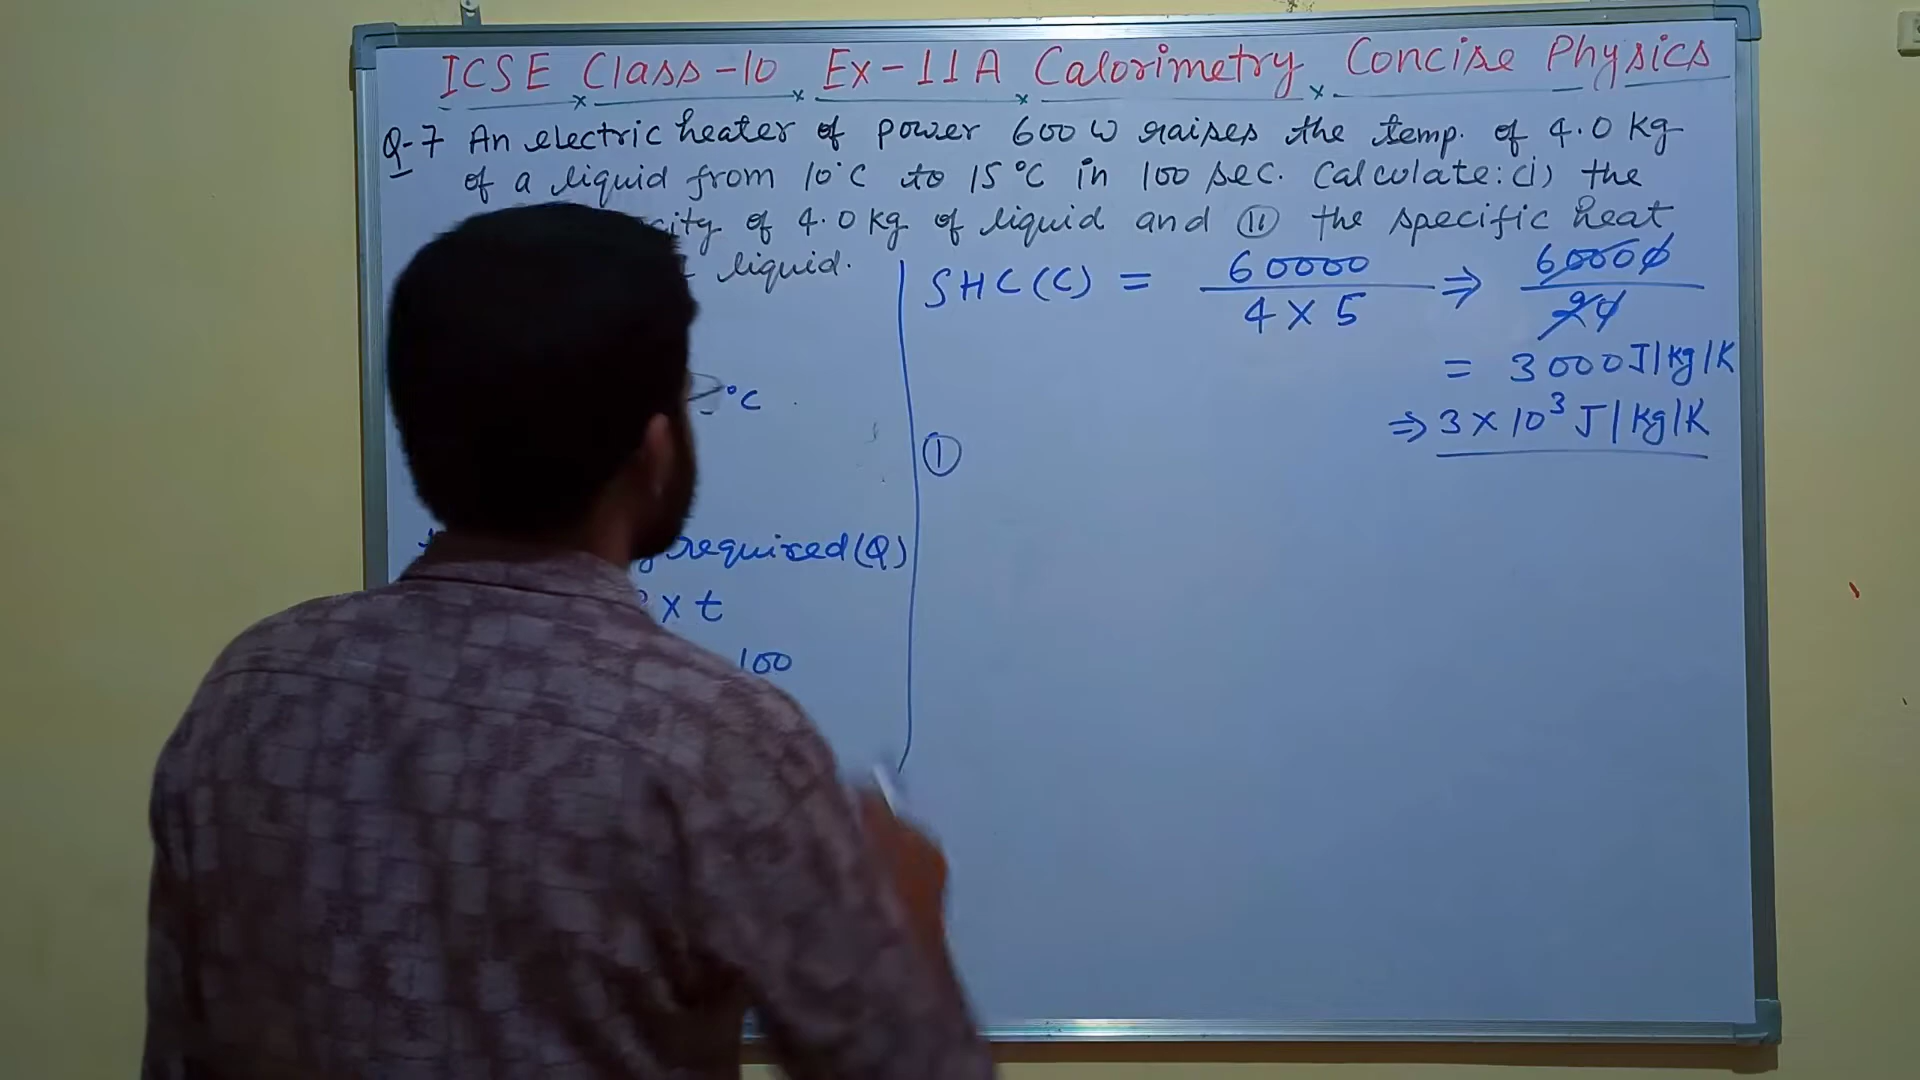 ICSE Class-10 Ex-11A Calorimetry Concise Physics
Q-7 An electric heater of power 600 W raises the temp. of 4.0 kg
of a liquid from 10°C to 15°C in 100 sec. Calculate: (i) the
of 4.0 kg of liquid and (ii) the specific heat
liquid.
°C
required (Q)
x t
100
SHC (C) = 60000 / 4 x 5 ⇒ 60000 / 20
= 3000 J/kg/K
⇒ 3 x 10³ J/kg/K
(1)